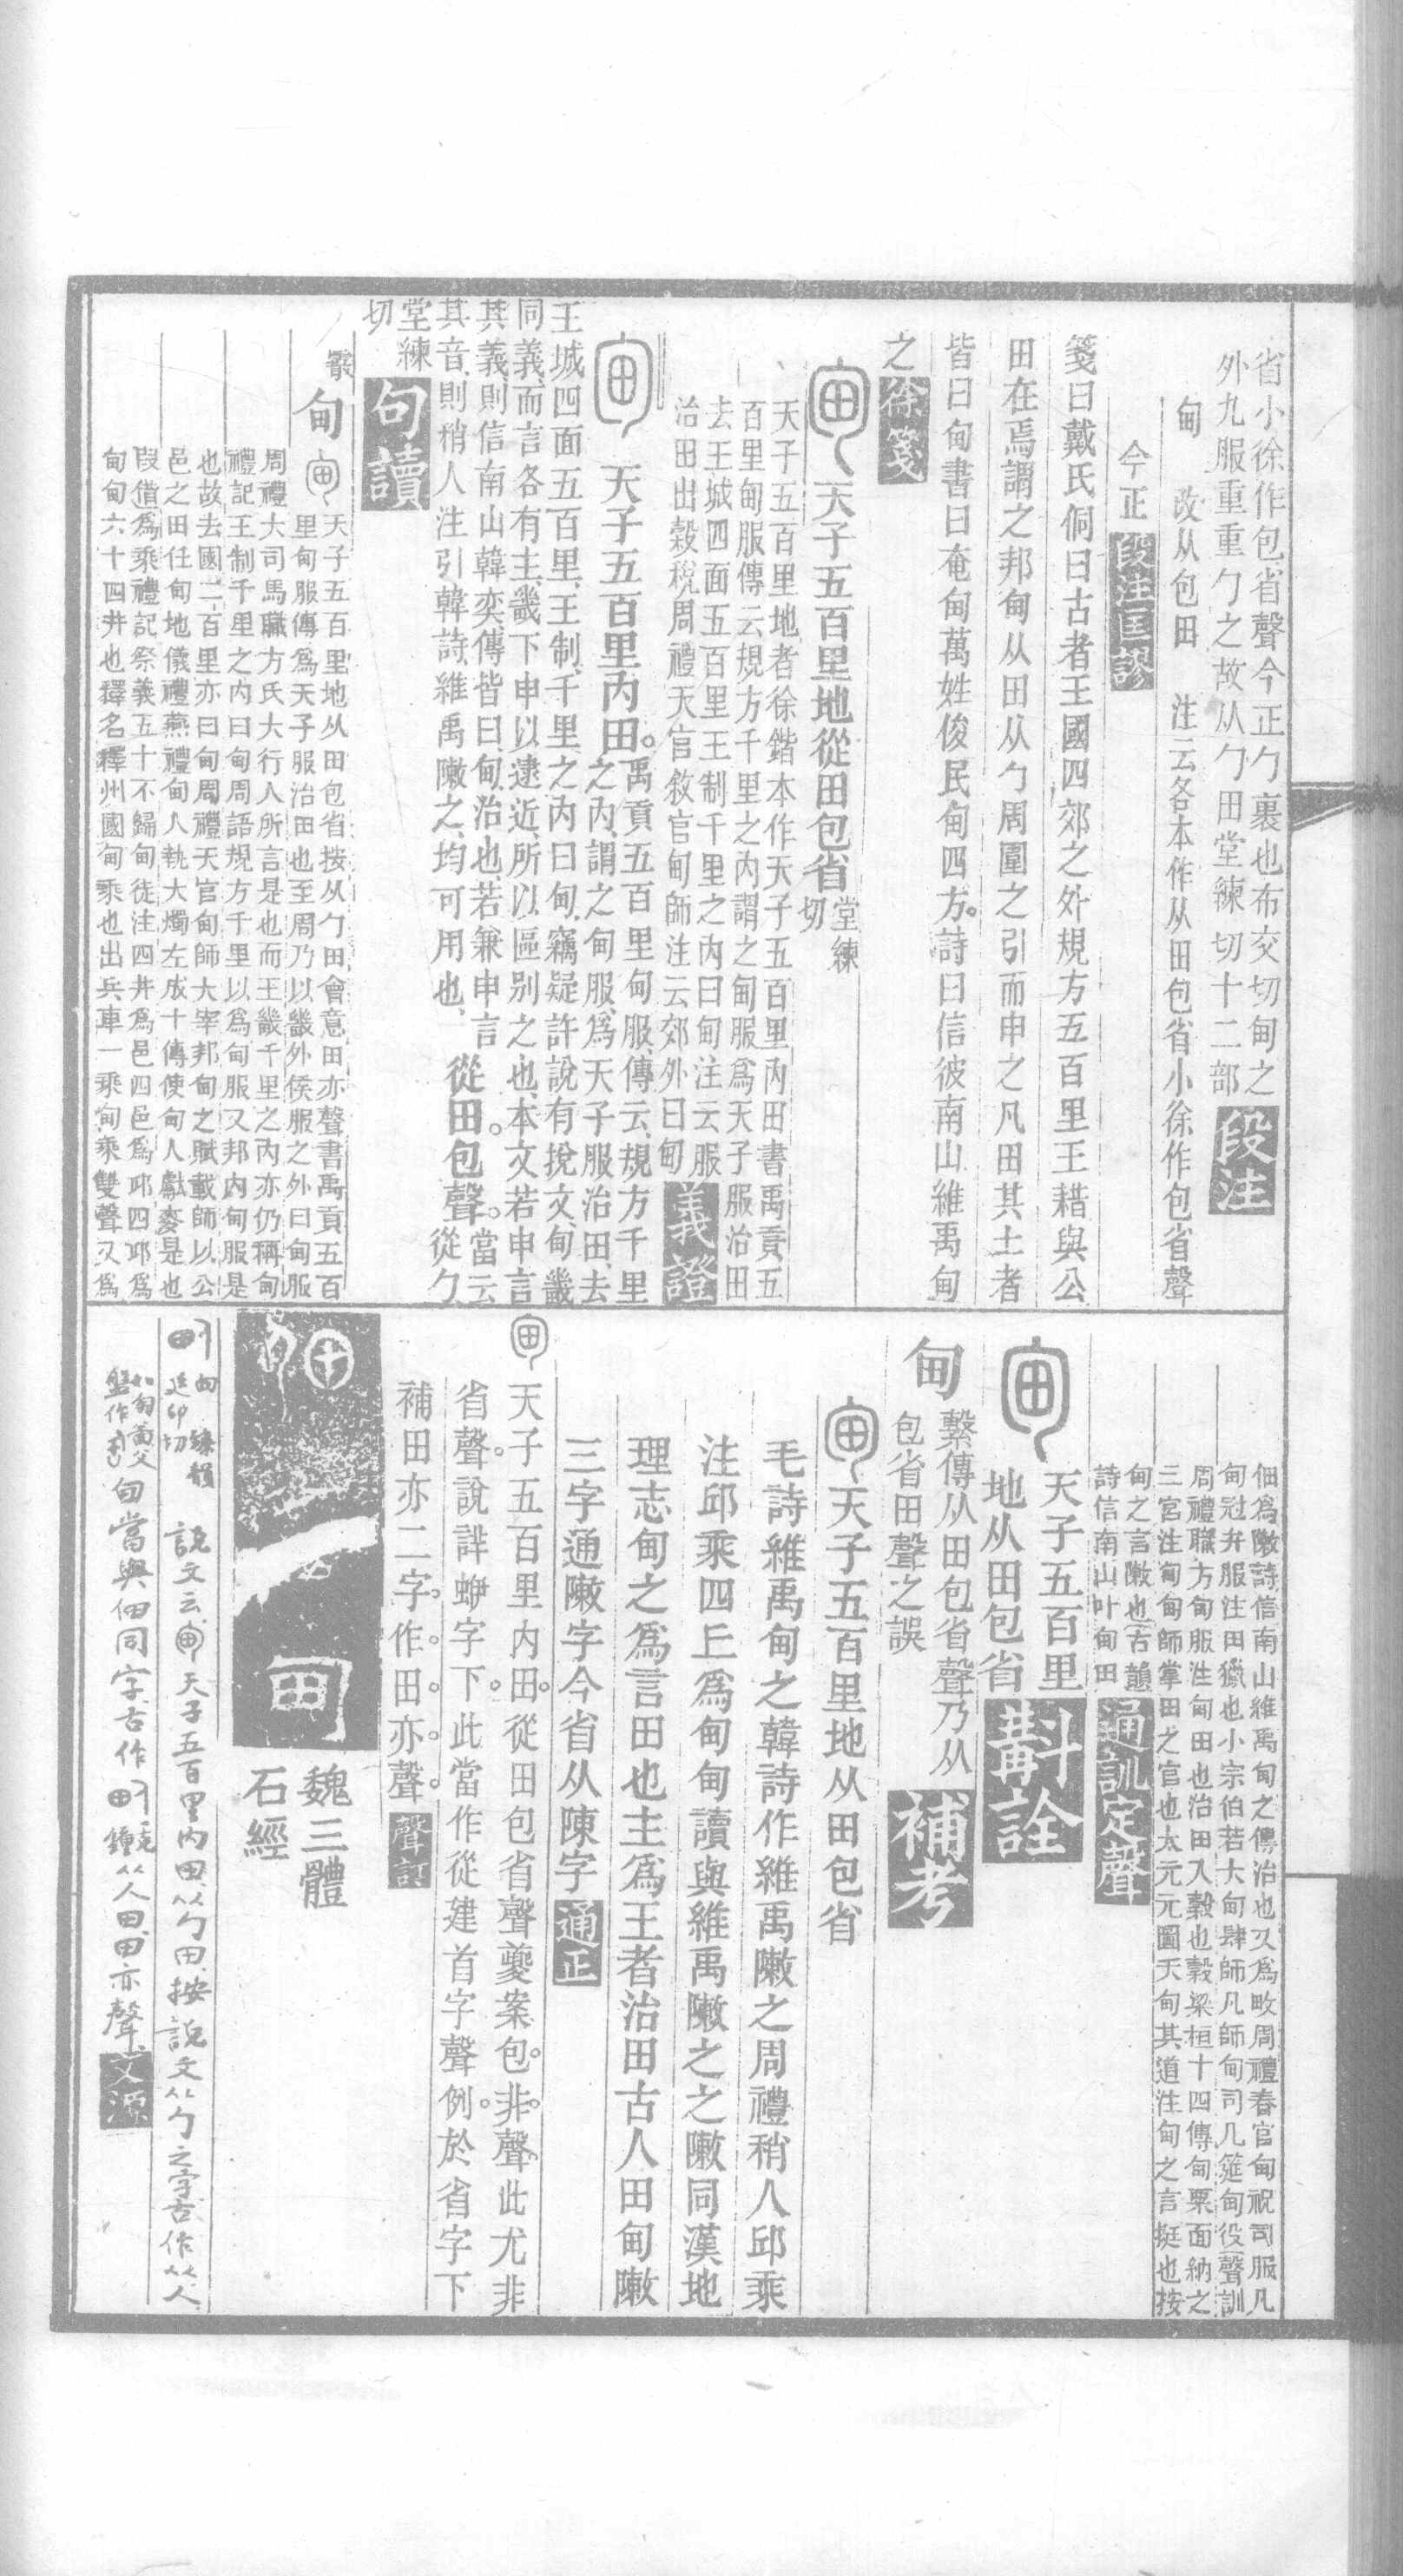 省小徐作包省聲今正勹裹也布交切甸之
外九服重重勹之故从勹田堂練切十二部 段注
甸 改从包田 注云各本作从田包省小徐作包省聲
今正 段注匡謬
箋曰戴氏侗曰古者王國四郊之外規方五百里王藉與公
田在焉謂之邦甸从田从勹周圍之引而申之凡田其土者
皆曰甸書曰奄甸萬姓俊民甸四方詩曰信彼南山維禹甸
之 徐箋
天子五百里地從田包省 堂練
切
天子五百里地者徐鍇本作天子五百里內田書禹貢五
百里甸服傳云規方千里之內謂之甸服爲天子服治田
去王城四面五百里王制千里之內曰甸注云服
治田出穀稅周禮天官敘官甸師注云郊外曰甸 義證
天子五百里內田。禹貢五百里甸服、傳云、規方千里
之內、謂之甸服、爲天子服治田、去
王城四面五百里、王制、千里之內曰甸、竊疑許說有挩文、甸、畿
同義、而言各有主、畿下申以逮近、所以區别之也、本文若申言
其義、則信南山韓奕、傳皆曰、甸、治也、若兼申言
其音、則稍人注引韓詩、維禹敶之、均可用也、 從田包聲。當云
從勹
堂練
切 句讀
甸 天子五百里地从田包省按从勹田會意田亦聲書禹貢五百
里甸服傳爲天子服治田也至周乃以畿外侯服之外曰甸服
周禮大司馬職方氏大行人所言是也而王畿千里之內亦仍稱甸
禮記王制千里之內曰甸周語規方千里以爲甸服又邦內甸服是
也故去國二百里亦曰甸周禮天官甸師大宰邦甸之賦載師以公
邑之田任甸地儀禮燕禮甸人執大燭左成十傳使甸人獻麥是也
叚借爲乘禮記祭義五十不歸甸徒注四井爲邑四邑爲邱四邱爲
甸甸六十四井也釋名釋州國甸乘也出兵車一乘甸乘雙聲又爲
佃爲敶詩信南山維禹甸之傳治也又爲畋周禮春官甸祝司服凡
甸冠弁服注田獵也小宗伯若大甸肆師凡師甸司几筵甸役聲訓
周禮職方甸服注甸田也治田入穀也穀梁桓十四傳甸粟面納之
三宮注甸甸師掌田之官也太元元圖天甸其道注甸之言挺也按
甸之言敶也古韻
詩信南山叶甸田 通訓定聲
天子五百里
地从田包省 斠詮
甸 繫傳从田包省聲乃从
包省田聲之誤 補考
天子五百里地从田包省
毛詩維禹甸之韓詩作維禹敶之周禮稍人邱乘
注邱乘四丘爲甸甸讀與維禹敶之之敶同漢地
理志甸之爲言田也主爲王者治田古人田甸敶
三字通敶字今省从陳字 通正
天子五百里內田。從田包省聲夔案包。非。聲。此尤非
省聲。說詳蛢字下。此當作從建首字聲例於省字下
補田亦二字。作。田。亦。聲。 聲訂
魏三體
石經
說文云 天子五百里內田从勹田按說文从勹之字古作从人
甸當與佃同字古作 克鐘从人田田亦聲 文源